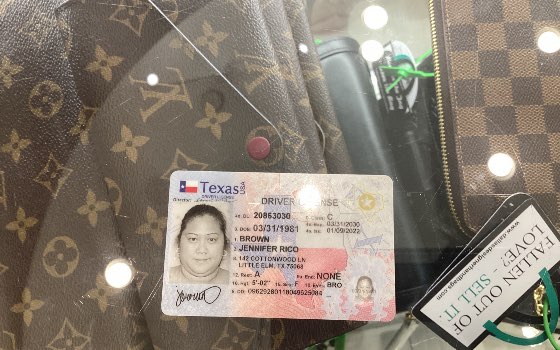 Texas USA
DRIVER LICENSE
DRIVER LICENSE
Director
4d. DL 20863030 9. Class C
4b. Exp 03/31/2030
3. DOB 03/31/1981 4a. Iss 01/09/2022
1. BROWN
2. JENNIFER RICO
8. 142 COTTONWOOD LN
LITTLE ELM, TX 75068
12. Rest A 9a. End NONE
16. Hgt 5'-02" 15. Sex F 18. Eyes BRO
5. DD
FALLEN OUT OF
LOVE? - SELL IT.